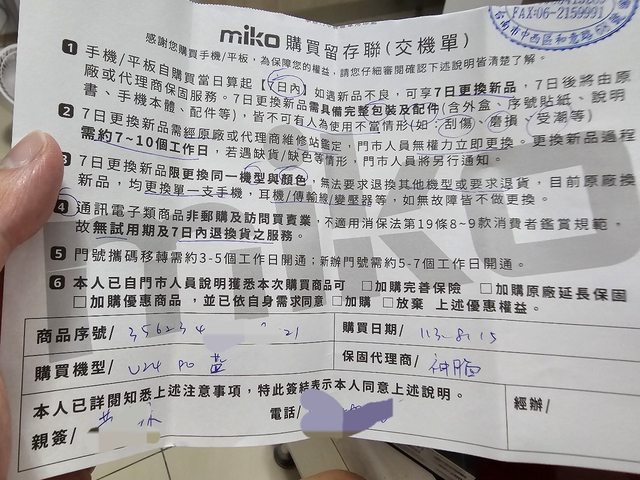 FAX:06-2159991
台南市中西區和意路
miko 購買留存聯(交機單)
感謝您購買手機/平板,為保障您的權益,請您仔細審閱確認下述說明皆清楚了解。
1 手機/平板自購買當日算起【7日內】如遇新品不良,可享7日更換新品,7日後將由原
廠或代理商保固服務。7日更換新品需具備完整包裝及配件(含外盒、序號貼紙、說明
書、手機本體、配件等),皆不可有人為使用不當情形(如:刮傷、磨損、受潮等)
2 7日更換新品需經原廠或代理商維修站鑑定,門市人員無權力立即更換。更換新品過程
需約7~10個工作日,若遇缺貨/缺色等情形,門市人員將另行通知。
3 7日更換新品限更換同一機型與顏色,無法要求退換其他機型或要求退貨,目前原廠換
新品,均更換單一支手機,耳機/傳輸線/變壓器等,如無故障皆不做更換。
4 通訊電子類商品非郵購及訪問買賣業,不適用消保法第19條8~9款消費者鑑賞規範,
故無試用期及7日內退換貨之服務。
5 門號攜碼移轉需約3-5個工作日開通;新辦門號需約5-7個工作日開通。
6 本人已自門市人員說明獲悉本次購買商品可 □加購完善保險 □加購原廠延長保固
□加購優惠商品,並已依自身需求同意 □加購 □放棄 上述優惠權益。
商品序號/ 356234 21 購買日期/ 113.8.15
購買機型/ U24 PO 藍 保固代理商/ 神腦
本人已詳閱知悉上述注意事項,特此簽結表示本人同意上述說明。
親簽/ 黃 電話/ 經辦/